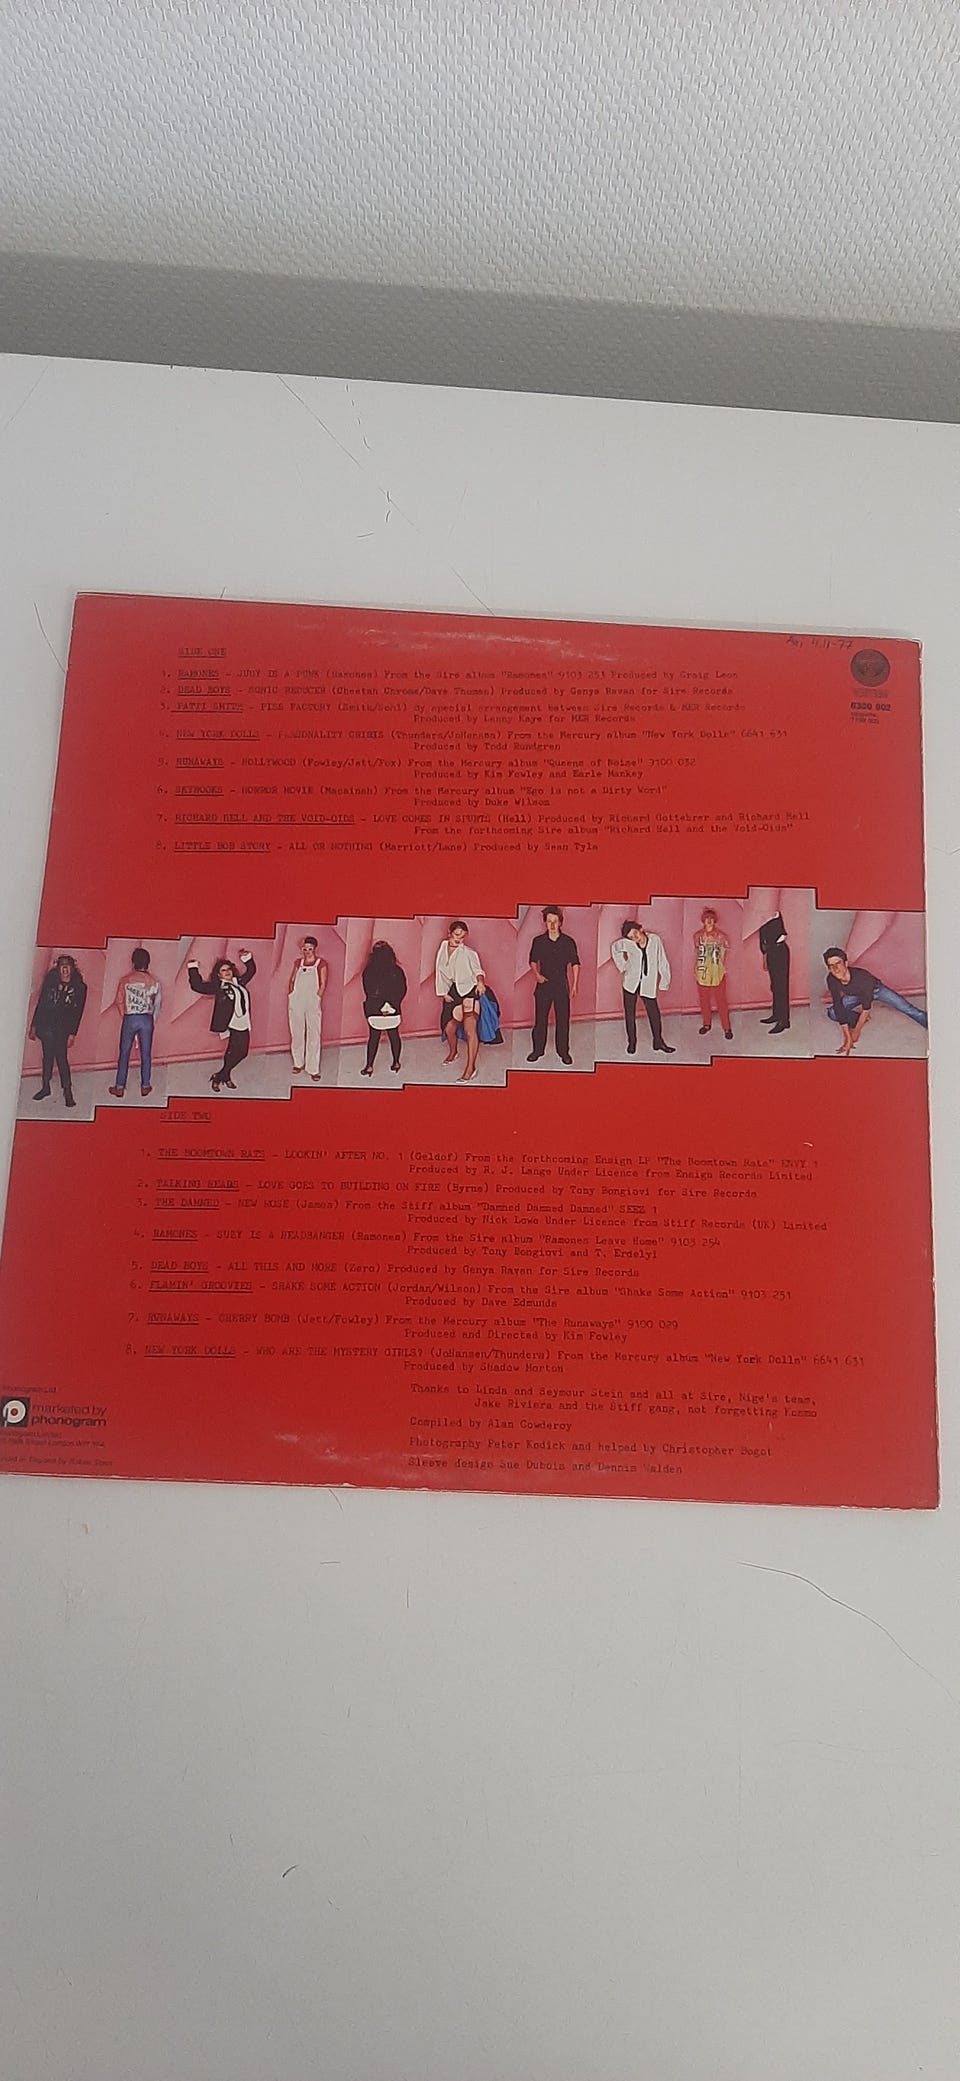 4.11-77
SIDE ONE
6300 902
1. RAMONES - JUDY IS A PUNK (Ramones) From the Sire album "Ramones" 9103 253 Produced by Craig Leon
2. DEAD BOYS - SONIC REDUCER (Cheetah Chrome/Dave Thomas) Produced by Genya Ravan for Sire Records
3. PATTI SMITH - PISS FACTORY (Smith/Sohl) By special arrangement between Sire Records & MER Records
Produced by Lenny Kaye for MER Records
4. NEW YORK DOLLS - PERSONALITY CRISIS (Thunders/JoHansen) From the Mercury album "New York Dolls" 6641 631
Produced by Todd Rundgren
5. RUNAWAYS - HOLLYWOOD (Fowley/Jett/Fox) From the Mercury album "Queens of Noise" 9100 032
Produced by Kim Fowley and Earle Mankey
6. SKYHOOKS - HORROR MOVIE (Macainsh) From the Mercury album "Ego is not a Dirty Word"
Produced by Duke Wilson
7. RICHARD HELL AND THE VOID-OIDS - LOVE COMES IN SPURTS (Hell) Produced by Richard Gottehrer and Richard Hell
From the forthcoming Sire album "Richard Hell and the Void-Oids"
8. LITTLE BOB STORY - ALL OR NOTHING (Marriott/Lane) Produced by Sean Tyla
SIDE TWO
1. THE BOOMTOWN RATS - LOOKIN' AFTER NO. 1 (Geldof) From the forthcoming Ensign LP "The Boomtown Rats" ENVY 1
Produced by R. J. Lange Under Licence from Ensign Records Limited
2. TALKING HEADS - LOVE GOES TO BUILDING ON FIRE (Byrne) Produced by Tony Bongiovi for Sire Records
3. THE DAMNED - NEW ROSE (James) From the Stiff album "Damned Damned Damned" SEEZ 1
Produced by Nick Lowe Under Licence from Stiff Records (UK) Limited
4. RAMONES - SUZY IS A HEADBANGER (Ramones) From the Sire album "Ramones Leave Home" 9103 254
Produced by Tony Bongiovi and T. Erdelyi
5. DEAD BOYS - ALL THIS AND MORE (Zero) Produced by Genya Ravan for Sire Records
6. FLAMIN' GROOVIES - SHAKE SOME ACTION (Jordan/Wilson) From the Sire album "Shake Some Action" 9103 251
Produced by Dave Edmunds
7. RUNAWAYS - CHERRY BOMB (Jett/Fowley) From the Mercury album "The Runaways" 9100 029
Produced and Directed by Kim Fowley
8. NEW YORK DOLLS - WHO ARE THE MYSTERY GIRLS? (JoHansen/Thunders) From the Mercury album "New York Dolls" 6641 631
Produced by Shadow Morton
Thanks to Linda and Seymour Stein and all at Sire, Nige's team,
Jake Riviera and the Stiff gang, not forgetting Kosmo
Compiled by Alan Cowderoy
Photography Peter Kodick and helped by Christopher Bogot
Sleeve design Sue Dubois and Dennis Walden
marketed by
phonogram